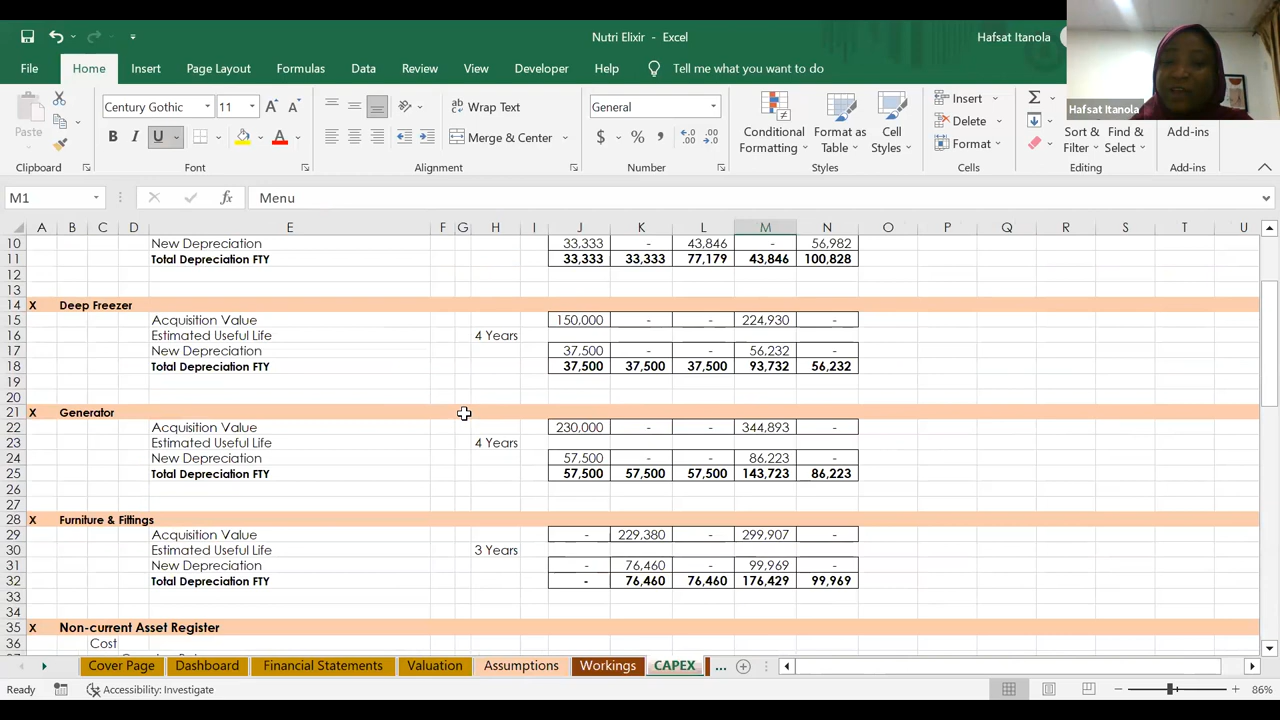 Nutri Elixir - Excel
Hafsat Itanola
File Home Insert Page Layout Formulas Data Review View Developer Help Tell me what you want to do
Hafsat Itanola
Paste
Century Gothic 11
B I U A
Wrap Text
Merge & Center
General
$ % ,
Conditional Formatting
Format as Table
Cell Styles
Insert
Delete
Format
Sort & Filter
Find & Select
Add-ins
Clipboard Font Alignment Number Styles Cells Editing Add-ins
M1 fx Menu
A B C D E F G H I J K L M N O P Q R S T U
10 New Depreciation 33,333 - 43,846 - 56,982
11 Total Depreciation FTY 33,333 33,333 77,179 43,846 100,828
12
13
14 X Deep Freezer
15 Acquisition Value 150,000 - - 224,930 -
16 Estimated Useful Life 4 Years
17 New Depreciation 37,500 - - 56,232 -
18 Total Depreciation FTY 37,500 37,500 37,500 93,732 56,232
19
20
21 X Generator
22 Acquisition Value 230,000 - - 344,893 -
23 Estimated Useful Life 4 Years
24 New Depreciation 57,500 - - 86,223 -
25 Total Depreciation FTY 57,500 57,500 57,500 143,723 86,223
26
27
28 X Furniture & Fittings
29 Acquisition Value - 229,380 - 299,907 -
30 Estimated Useful Life 3 Years
31 New Depreciation - 76,460 - 99,969 -
32 Total Depreciation FTY - 76,460 76,460 176,429 99,969
33
34
35 X Non-current Asset Register
36 Cost
Cover Page Dashboard Financial Statements Valuation Assumptions Workings CAPEX ...
Ready Accessibility: Investigate 86%